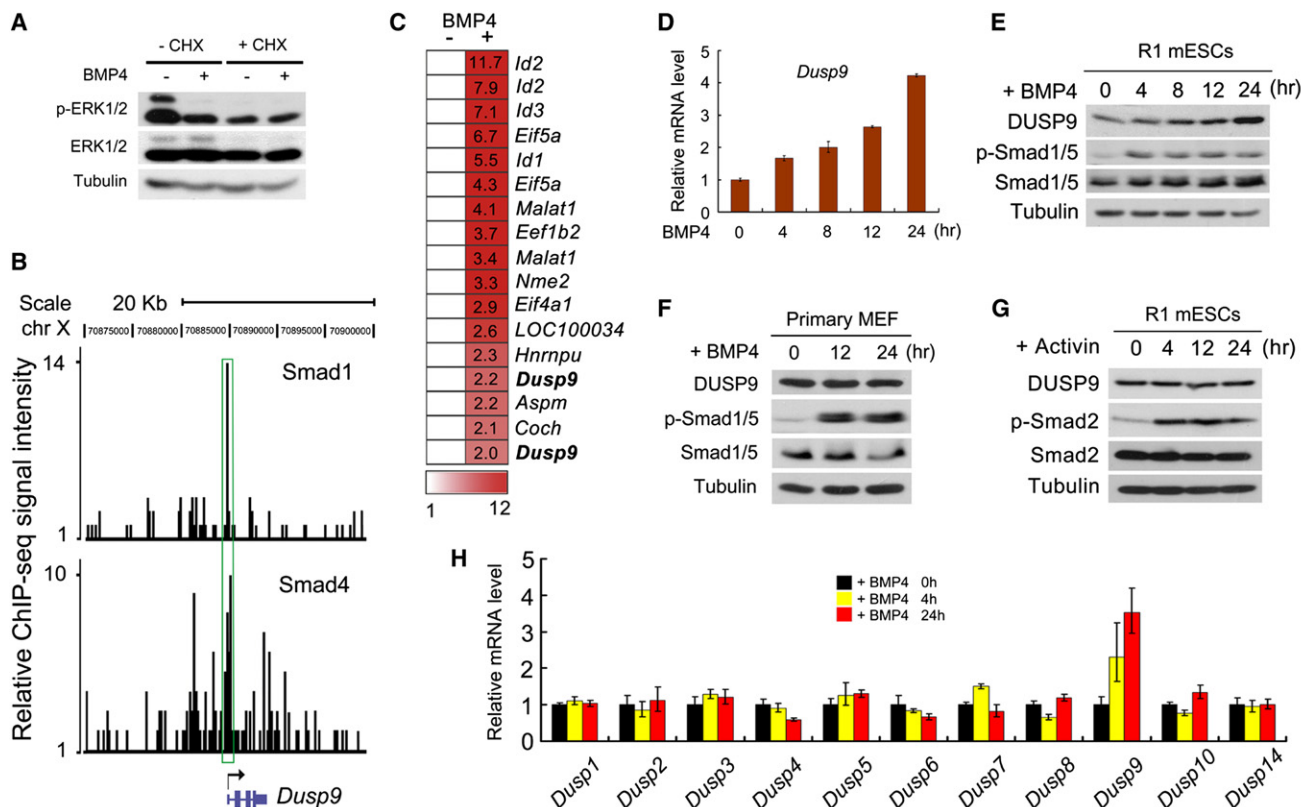 A
- CHX + CHX
BMP4 - + - +
p-ERK1/2
ERK1/2
Tubulin
B
Scale 20 Kb
chr X 70875000 70880000 70885000 70890000 70895000 70900000
Relative ChIP-seq signal intensity
14
Smad1
1
10
Smad4
1
Dusp9
C
BMP4
- +
11.7 Id2
7.9 Id2
7.1 Id3
6.7 Eif5a
5.5 Id1
4.3 Eif5a
4.1 Malat1
3.7 Eef1b2
3.4 Malat1
3.3 Nme2
2.9 Eif4a1
2.6 LOC100034
2.3 Hnrnpu
2.2 Dusp9
2.2 Aspm
2.1 Coch
2.0 Dusp9
1 12
D
Relative mRNA level
5
4
3
2
1
0
Dusp9
BMP4 0 4 8 12 24 (hr)
E
R1 mESCs
+ BMP4 0 4 8 12 24 (hr)
DUSP9
p-Smad1/5
Smad1/5
Tubulin
F
Primary MEF
+ BMP4 0 12 24 (hr)
DUSP9
p-Smad1/5
Smad1/5
Tubulin
G
R1 mESCs
+ Activin 0 4 12 24 (hr)
DUSP9
p-Smad2
Smad2
Tubulin
H
Relative mRNA level
5
4
3
2
1
0
+ BMP4 0h
+ BMP4 4h
+ BMP4 24h
Dusp1 Dusp2 Dusp3 Dusp4 Dusp5 Dusp6 Dusp7 Dusp8 Dusp9 Dusp10 Dusp14